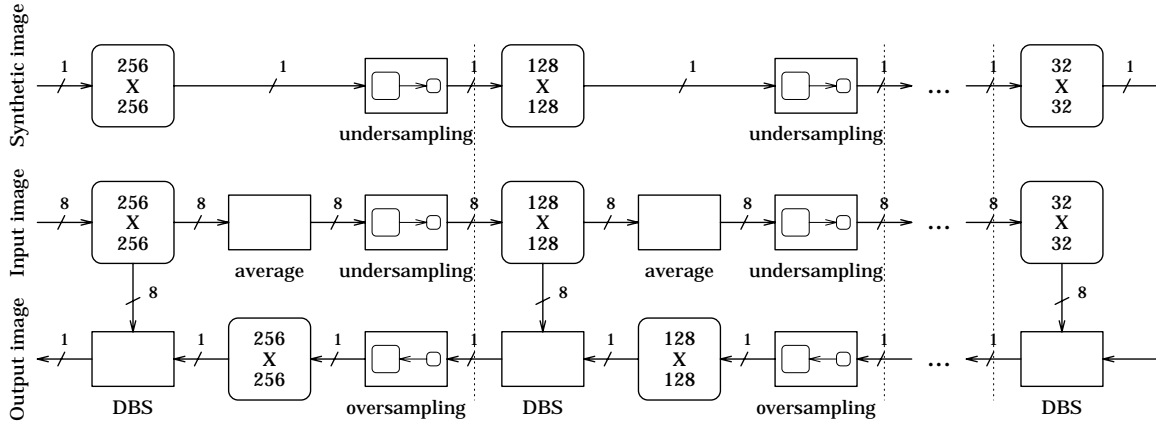 Synthetic image
1
256
X
256
1
undersampling
1
128
X
128
1
undersampling
1
...
1
32
X
32
1
Input image
8
256
X
256
8
average
8
undersampling
8
128
X
128
8
average
8
undersampling
8
...
8
32
X
32
8
8
8
Output image
1
DBS
1
256
X
256
1
oversampling
1
DBS
1
128
X
128
1
oversampling
1
...
1
DBS